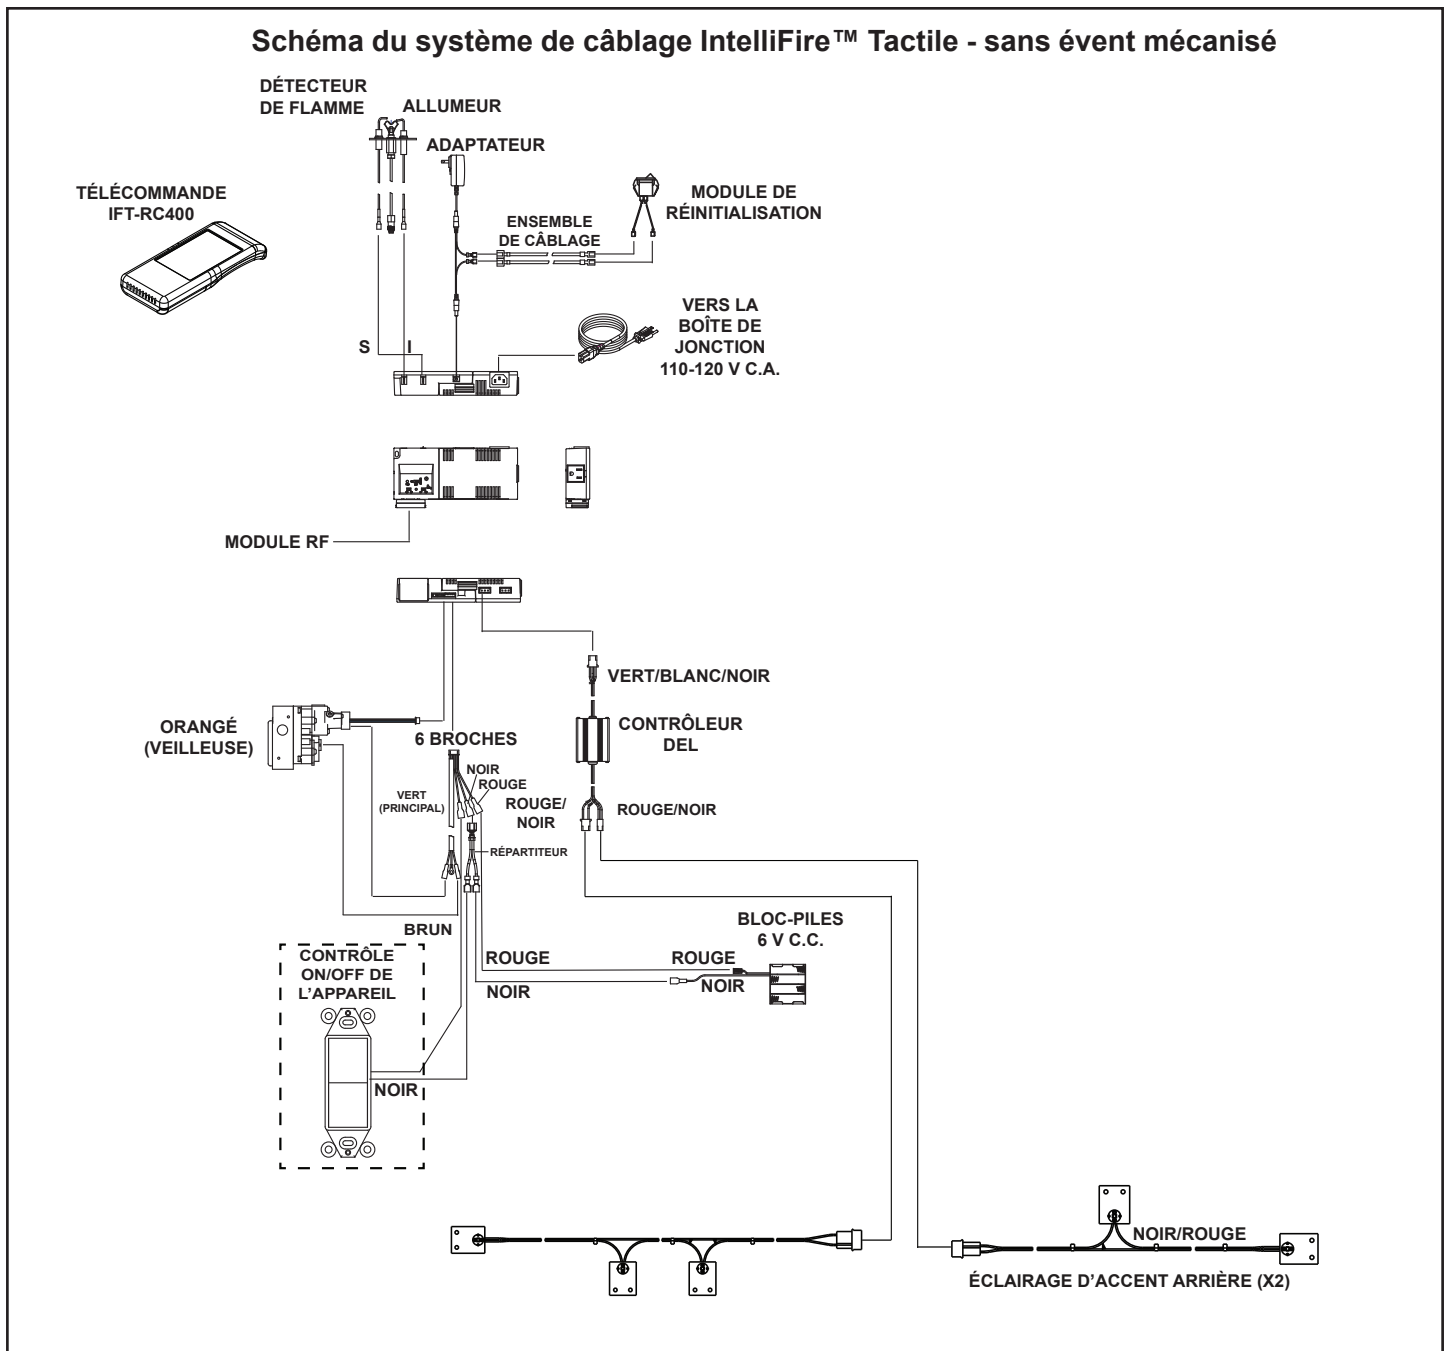 Schéma du système de câblage IntelliFire™ Tactile - sans évent mécanisé
DÉTECTEUR
DE FLAMME
ALLUMEUR
ADAPTATEUR
TÉLÉCOMMANDE
IFT-RC400
MODULE DE
RÉINITIALISATION
ENSEMBLE
DE CÂBLAGE
VERS LA
BOÎTE DE
JONCTION
110-120 V C.A.
S
I
MODULE RF
VERT/BLANC/NOIR
ORANGÉ
(VEILLEUSE)
CONTRÔLEUR
DEL
6 BROCHES
NOIR
ROUGE
VERT
(PRINCIPAL)
ROUGE/
NOIR
ROUGE/NOIR
RÉPARTITEUR
BRUN
BLOC-PILES
6 V C.C.
CONTRÔLE
ON/OFF DE
L’APPAREIL
ROUGE
ROUGE
NOIR
NOIR
NOIR
NOIR/ROUGE
ÉCLAIRAGE D’ACCENT ARRIÈRE (X2)